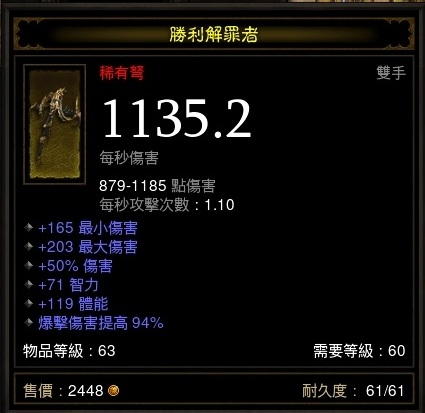 勝利解罪者
稀有弩 雙手
1135.2
每秒傷害
879-1185 點傷害
每秒攻擊次數：1.10
+165 最小傷害
+203 最大傷害
+50% 傷害
+71 智力
+119 體能
爆擊傷害提高 94%
物品等級：63 需要等級：60
售價：2448 耐久度： 61/61